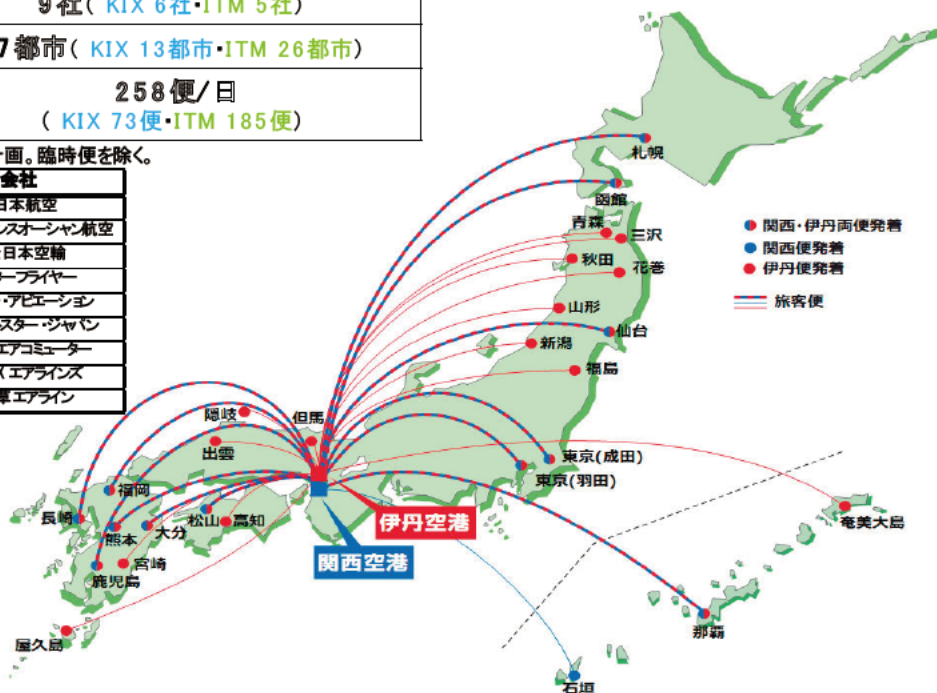 9社( KIX 6社・ITM 5社)
7都市( KIX 13都市・ITM 26都市)
258便/日
( KIX 73便・ITM 185便)
画。臨時便を除く。
会社
日本航空
スオーシャン航空
日本空輸
フライヤー
・アビエーション
スター・ジャパン
エアコミューター
エアラインズ
草エアライン
札幌
函館
青森
三沢
秋田
花巻
山形
仙台
新潟
福島
関西・伊丹両便発着
関西便発着
伊丹便発着
旅客便
隠岐
但馬
出雲
東京(成田)
東京(羽田)
福岡
長崎
熊本
大分
松山
高知
伊丹空港
奄美大島
関西空港
宮崎
鹿児島
屋久島
那覇
石垣